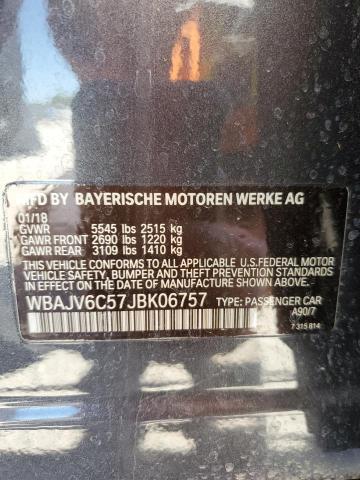 MFD BY BAYERISCHE MOTOREN WERKE AG
01/18
GVWR 5545 lbs 2515 kg
GAWR FRONT 2690 lbs 1220 kg
GAWR REAR 3109 lbs 1410 kg
THIS VEHICLE CONFORMS TO ALL APPLICABLE U.S.FEDERAL MOTOR
VEHICLE SAFETY, BUMPER AND THEFT PREVENTION STANDARDS
IN EFFECT ON THE DATE OF MANUFACTURE SHOWN ABOVE.
WBAJV6C57JBK06757 TYPE: PASSENGER CAR
A90/7
7 315 814